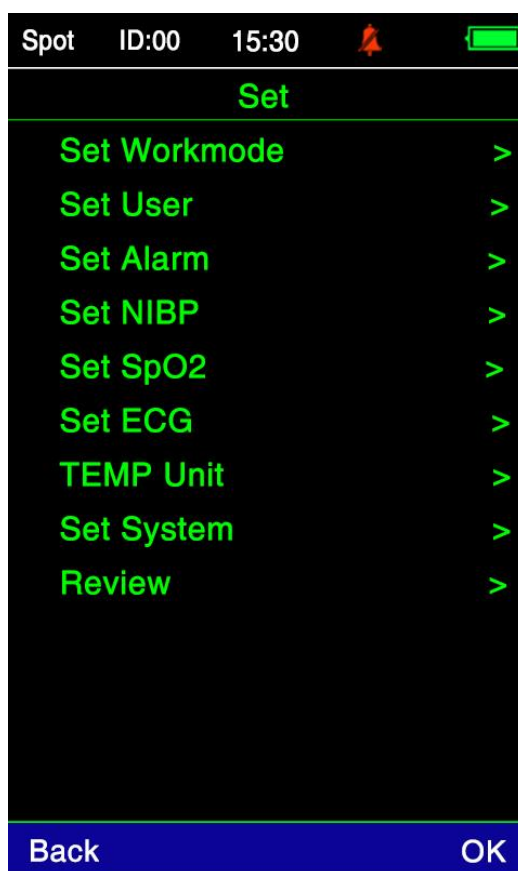 Spot ID:00 15:30
Set
Set Workmode >
Set User >
Set Alarm >
Set NIBP >
Set SpO2 >
Set ECG >
TEMP Unit >
Set System >
Review >
Back OK